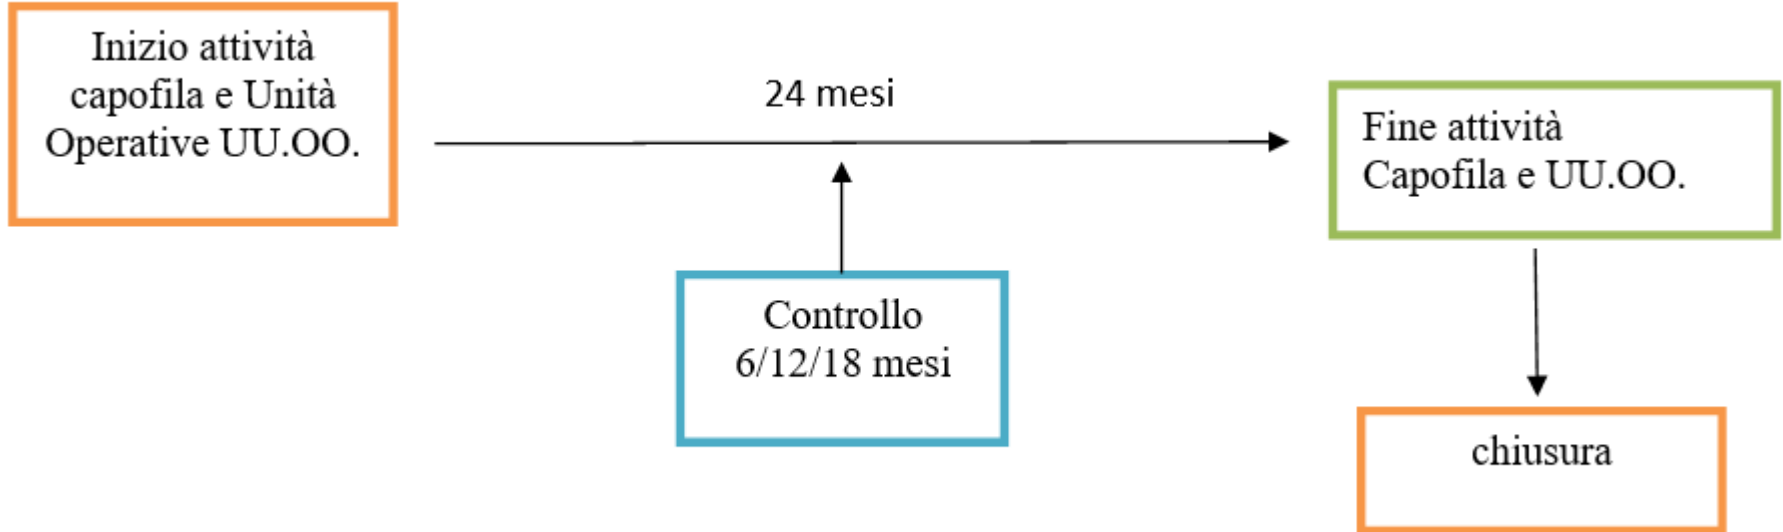 Inizio attività
capofila e Unità
Operative UU.OO.
24 mesi
Fine attività
Capofila e UU.OO.
Controllo
6/12/18 mesi
chiusura